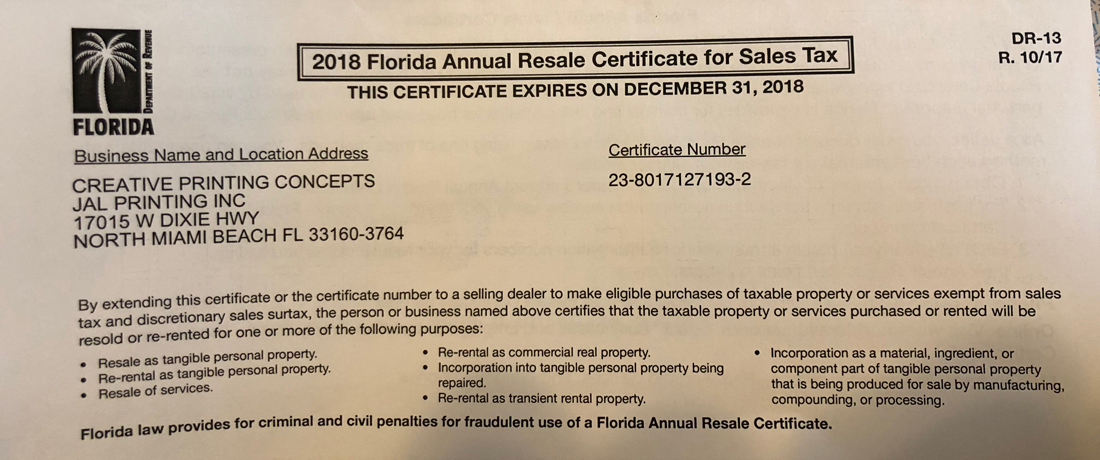 DR-13
R. 10/17
2018 Florida Annual Resale Certificate for Sales Tax
THIS CERTIFICATE EXPIRES ON DECEMBER 31, 2018
DEPARTMENT OF REVENUE
FLORIDA
Business Name and Location Address
CREATIVE PRINTING CONCEPTS
JAL PRINTING INC
17015 W DIXIE HWY
NORTH MIAMI BEACH FL 33160-3764
Certificate Number
23-8017127193-2
By extending this certificate or the certificate number to a selling dealer to make eligible purchases of taxable property or services exempt from sales
tax and discretionary sales surtax, the person or business named above certifies that the taxable property or services purchased or rented will be
resold or re-rented for one or more of the following purposes:
• Resale as tangible personal property.
• Re-rental as tangible personal property.
• Resale of services.
• Re-rental as commercial real property.
• Incorporation into tangible personal property being
repaired.
• Re-rental as transient rental property.
• Incorporation as a material, ingredient, or
component part of tangible personal property
that is being produced for sale by manufacturing,
compounding, or processing.
Florida law provides for criminal and civil penalties for fraudulent use of a Florida Annual Resale Certificate.